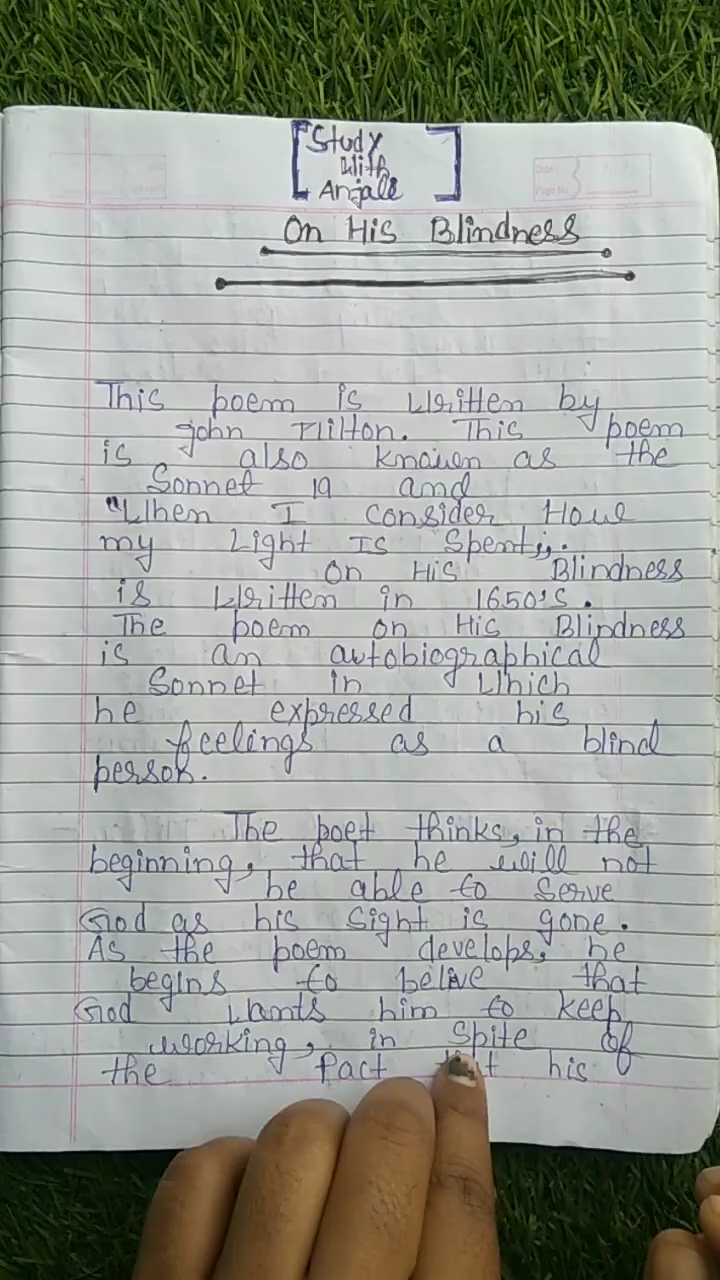 [Study
With
Anjali]
On His Blindness
Date
Page No.
This poem is Written by
john Milton. This poem
is also known as the
Sonnet 19 and
"When I consider How
my Light Is Spent,,.
On His Blindness
is Written in 1650's.
The poem on His Blindness
is an autobiographical
Sonnet in Which
he expressed his
feelings as a blind
person.
The poet thinks, in the
beginning, that he will not
be able to serve
God as his sight is gone.
As the poem develops, he
begins to belive that
God wants him to keep
working, in Spite of
the Fact that his